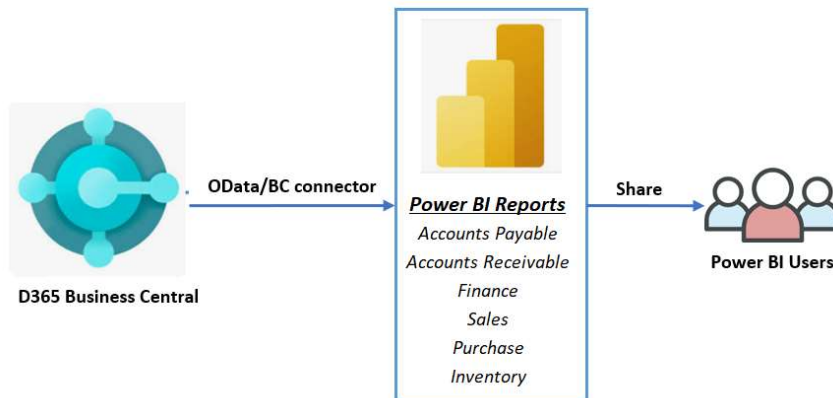 OData/BC connector
D365 Business Central
Power BI Reports
Accounts Payable
Accounts Receivable
Finance
Sales
Purchase
Inventory
Share
Power BI Users